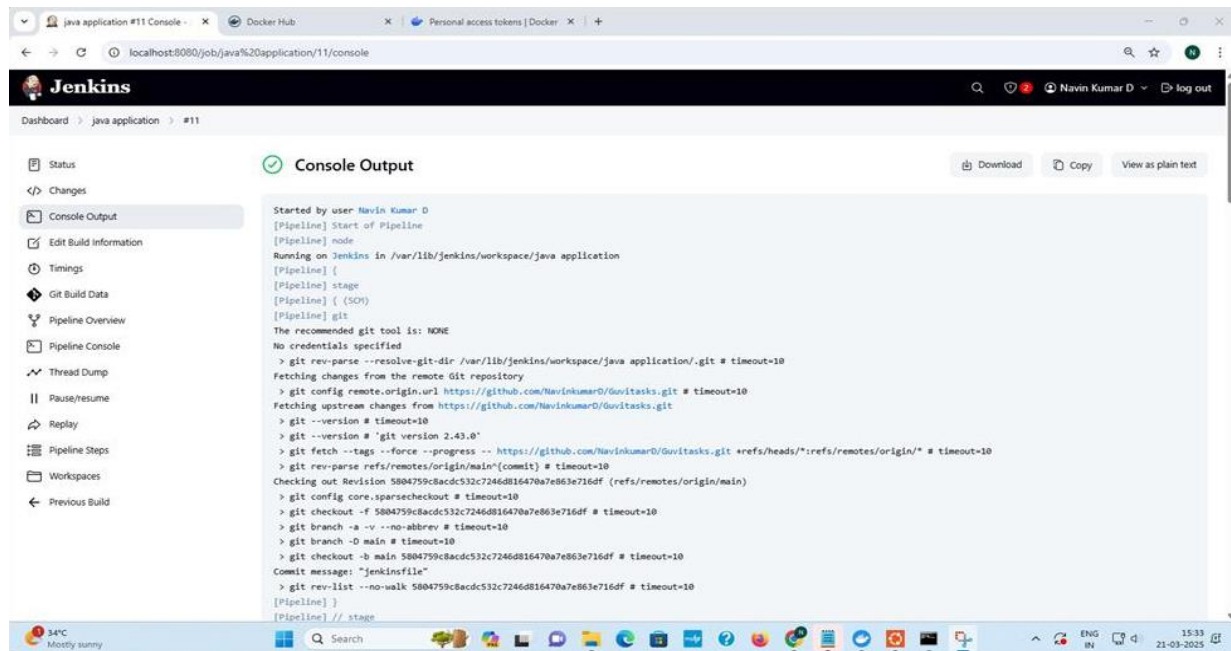 java application #11 Console -
Docker Hub
Personal access tokens | Docker
localhost:8080/job/java%20application/11/console
N
Jenkins
2
Navin Kumar D
log out
Dashboard > java application > #11
Status
Changes
Console Output
Edit Build Information
Timings
Git Build Data
Pipeline Overview
Pipeline Console
Thread Dump
Pause/resume
Replay
Pipeline Steps
Workspaces
Previous Build
Console Output
Download
Copy
View as plain text
Started by user Navin Kumar D
[Pipeline] Start of Pipeline
[Pipeline] node
Running on Jenkins in /var/lib/jenkins/workspace/java application
[Pipeline] {
[Pipeline] stage
[Pipeline] { (SCM)
[Pipeline] git
The recommended git tool is: NONE
No credentials specified
> git rev-parse --resolve-git-dir /var/lib/jenkins/workspace/java application/.git # timeout=10
Fetching changes from the remote Git repository
> git config remote.origin.url https://github.com/NavinkumarD/Guvitasks.git # timeout=10
Fetching upstream changes from https://github.com/NavinkumarD/Guvitasks.git
> git --version # timeout=10
> git --version # 'git version 2.43.0'
> git fetch --tags --force --progress -- https://github.com/NavinkumarD/Guvitasks.git +refs/heads/*:refs/remotes/origin/* # timeout=10
> git rev-parse refs/remotes/origin/main^{commit} # timeout=10
Checking out Revision 5804759c8acdc532c7246d816470a7e863e716df (refs/remotes/origin/main)
> git config core.sparsecheckout # timeout=10
> git checkout -f 5804759c8acdc532c7246d816470a7e863e716df # timeout=10
> git branch -a -v --no-abbrev # timeout=10
> git branch -D main # timeout=10
> git checkout -b main 5804759c8acdc532c7246d816470a7e863e716df # timeout=10
Commit message: "jenkinsfile"
> git rev-list --no-walk 5804759c8acdc532c7246d816470a7e863e716df # timeout=10
[Pipeline] }
[Pipeline] // stage
1
34°C
Mostly sunny
Search
ENG
IN
15:33
21-03-2025